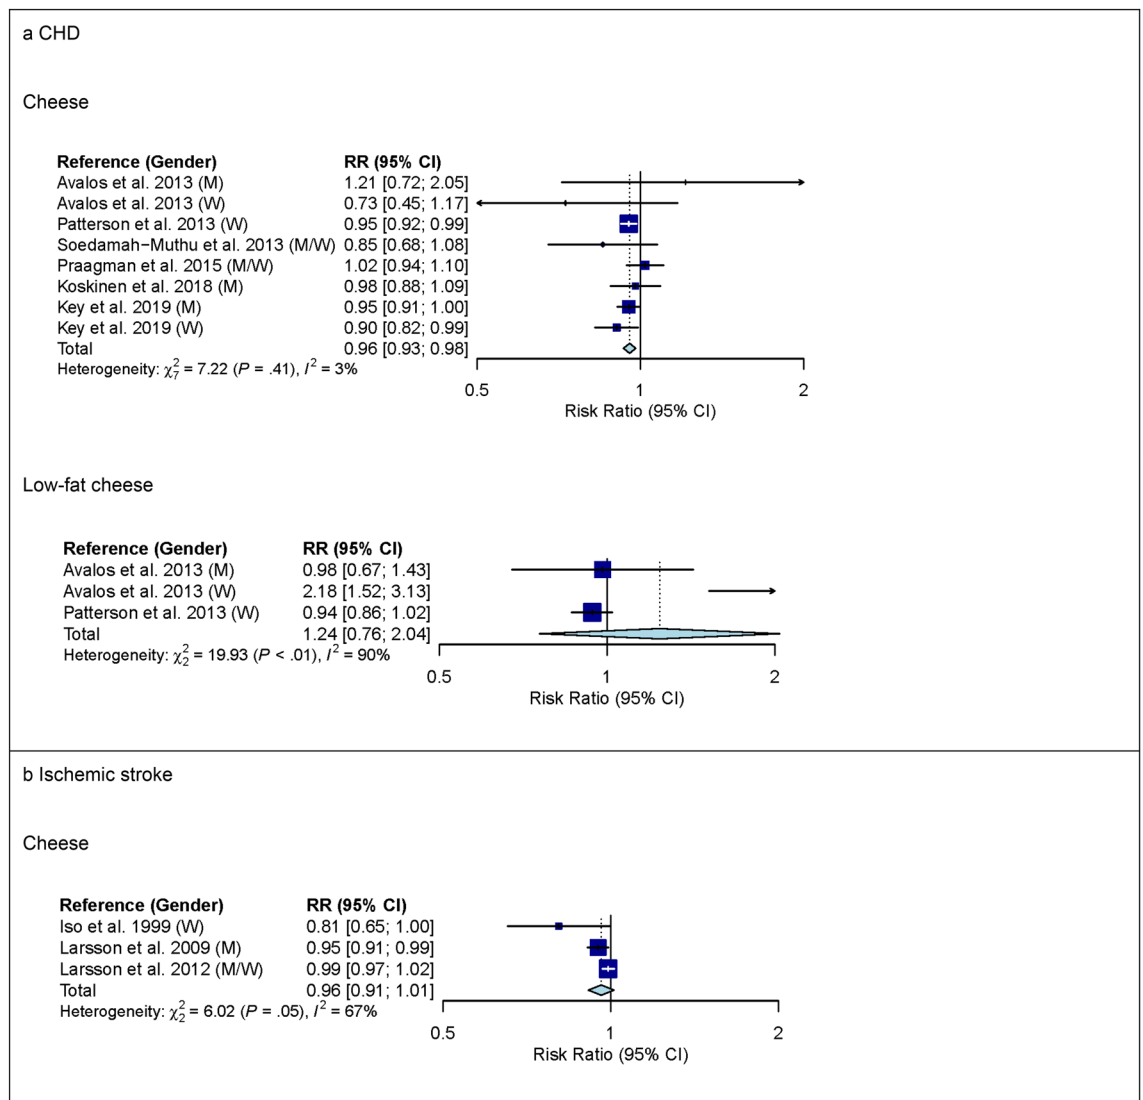 a CHD
Cheese
Reference (Gender) RR (95% CI)
Avalos et al. 2013 (M) 1.21 [0.72; 2.05]
Avalos et al. 2013 (W) 0.73 [0.45; 1.17]
Patterson et al. 2013 (W) 0.95 [0.92; 0.99]
Soedamah−Muthu et al. 2013 (M/W) 0.85 [0.68; 1.08]
Praagman et al. 2015 (M/W) 1.02 [0.94; 1.10]
Koskinen et al. 2018 (M) 0.98 [0.88; 1.09]
Key et al. 2019 (M) 0.95 [0.91; 1.00]
Key et al. 2019 (W) 0.90 [0.82; 0.99]
Total 0.96 [0.93; 0.98]
Heterogeneity: χ²₇ = 7.22 (P = .41), I² = 3%
0.5 1 2
Risk Ratio (95% CI)
Low-fat cheese
Reference (Gender) RR (95% CI)
Avalos et al. 2013 (M) 0.98 [0.67; 1.43]
Avalos et al. 2013 (W) 2.18 [1.52; 3.13]
Patterson et al. 2013 (W) 0.94 [0.86; 1.02]
Total 1.24 [0.76; 2.04]
Heterogeneity: χ²₂ = 19.93 (P < .01), I² = 90%
0.5 1 2
Risk Ratio (95% CI)
b Ischemic stroke
Cheese
Reference (Gender) RR (95% CI)
Iso et al. 1999 (W) 0.81 [0.65; 1.00]
Larsson et al. 2009 (M) 0.95 [0.91; 0.99]
Larsson et al. 2012 (M/W) 0.99 [0.97; 1.02]
Total 0.96 [0.91; 1.01]
Heterogeneity: χ²₂ = 6.02 (P = .05), I² = 67%
0.5 1 2
Risk Ratio (95% CI)